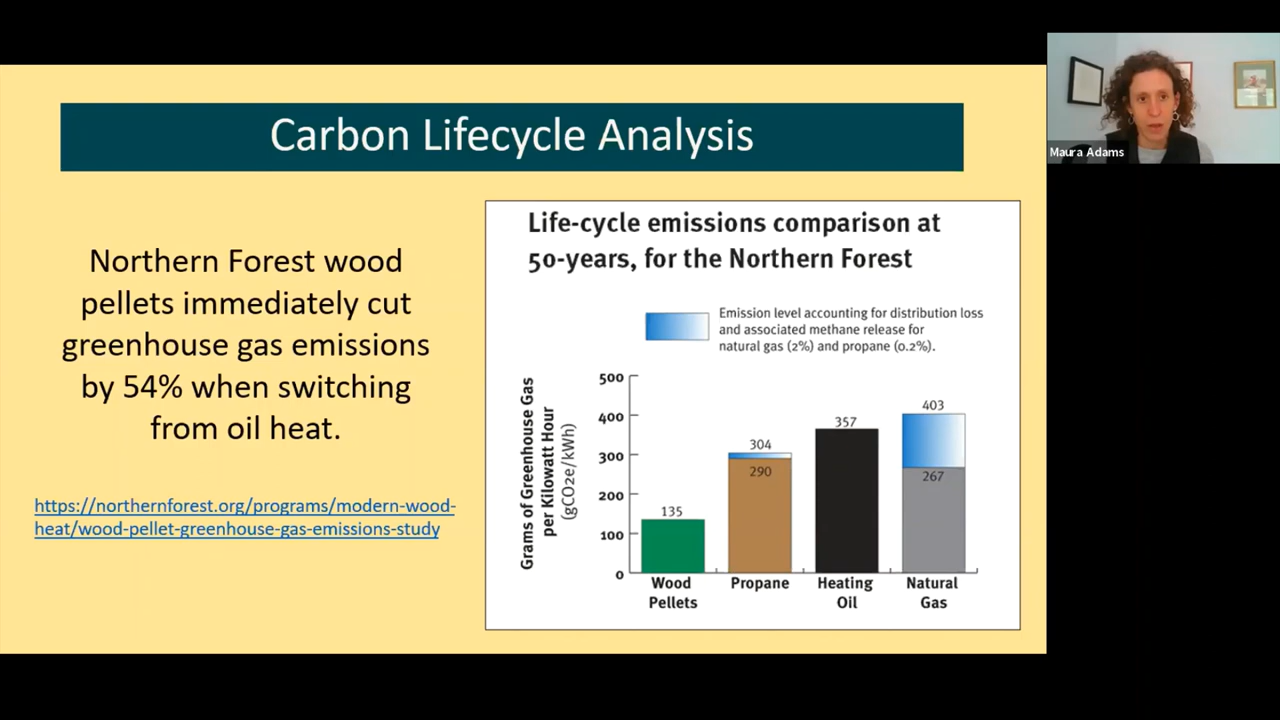 Carbon Lifecycle Analysis
Northern Forest wood
pellets immediately cut
greenhouse gas emissions
by 54% when switching
from oil heat.
https://northernforest.org/programs/modern-wood-
heat/wood-pellet-greenhouse-gas-emissions-study
Life-cycle emissions comparison at
50-years, for the Northern Forest
Emission level accounting for distribution loss
and associated methane release for
natural gas (2%) and propane (0.2%).
Grams of Greenhouse Gas
per Kilowatt Hour
(gCO2e/kWh)
500
400
300
200
100
0
135
304
290
357
403
267
Wood
Pellets
Propane
Heating
Oil
Natural
Gas
Maura Adams